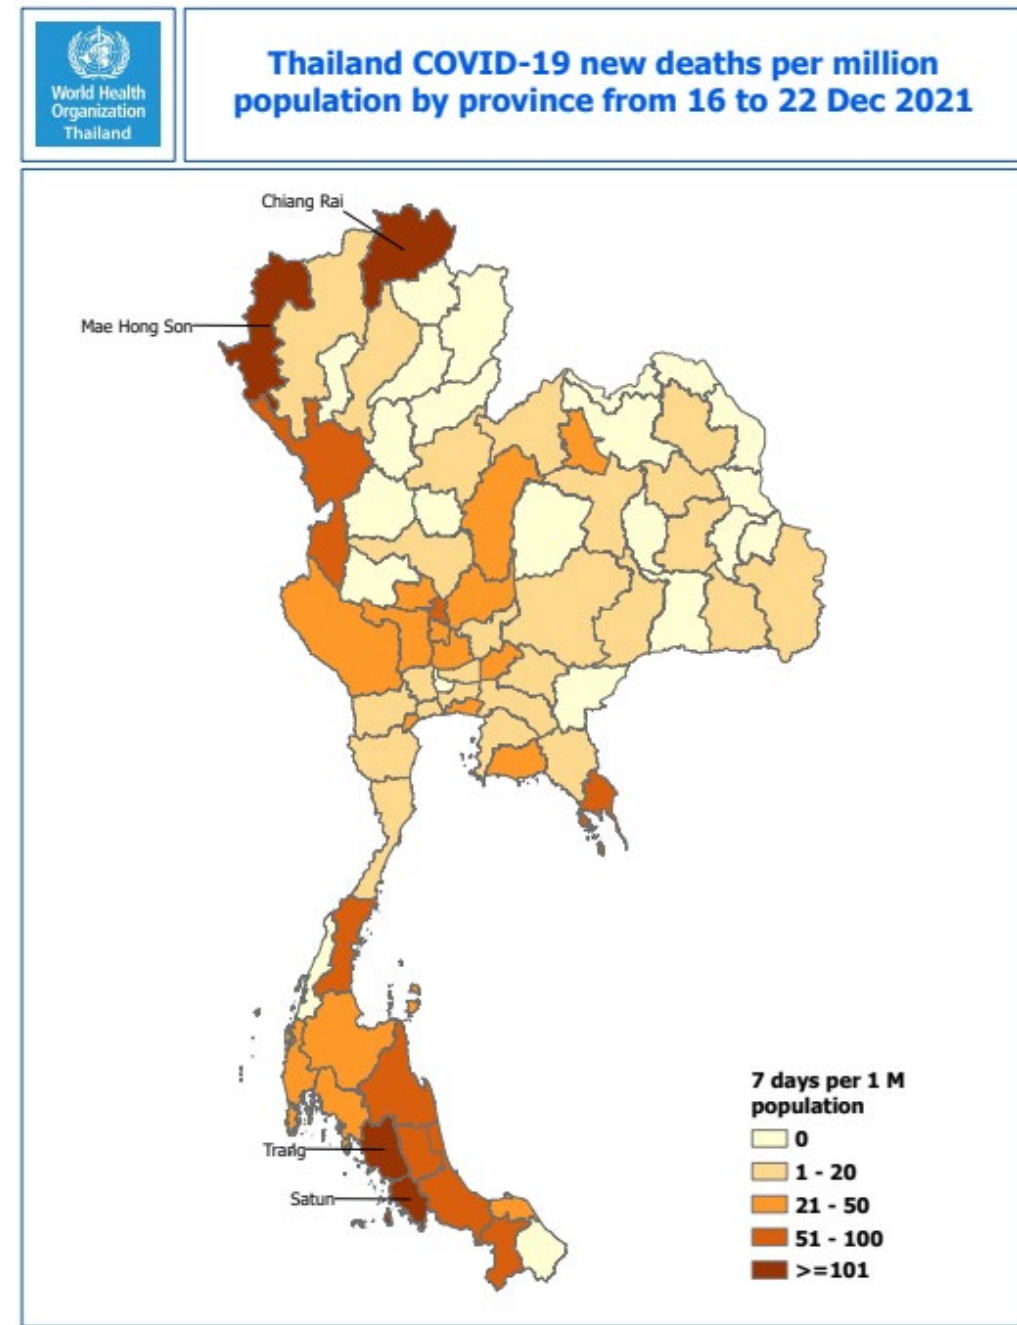 World Health
Organization
Thailand
Thailand COVID-19 new deaths per million
population by province from 16 to 22 Dec 2021
Chiang Rai
Mae Hong Son
Trang
Satun
7 days per 1 M
population
0
1 - 20
21 - 50
51 - 100
>=101